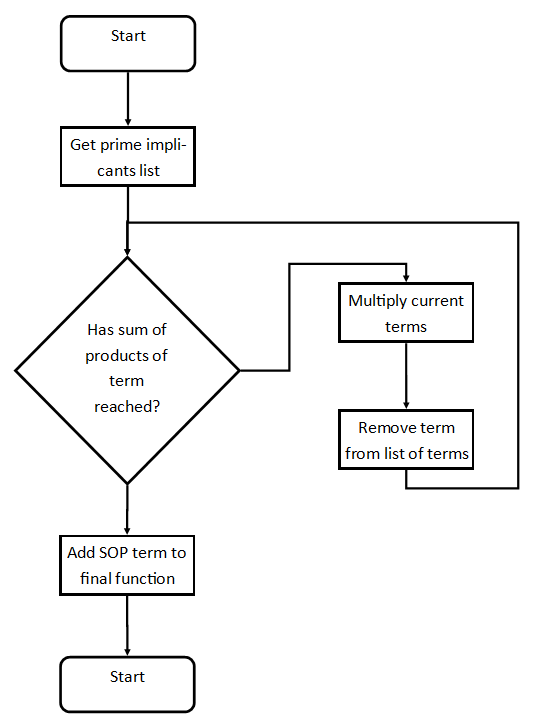 Start
Get prime impli-
cants list
Has sum of
products of
term
reached?
Multiply current
terms
Remove term
from list of terms
Add SOP term to
final function
Start